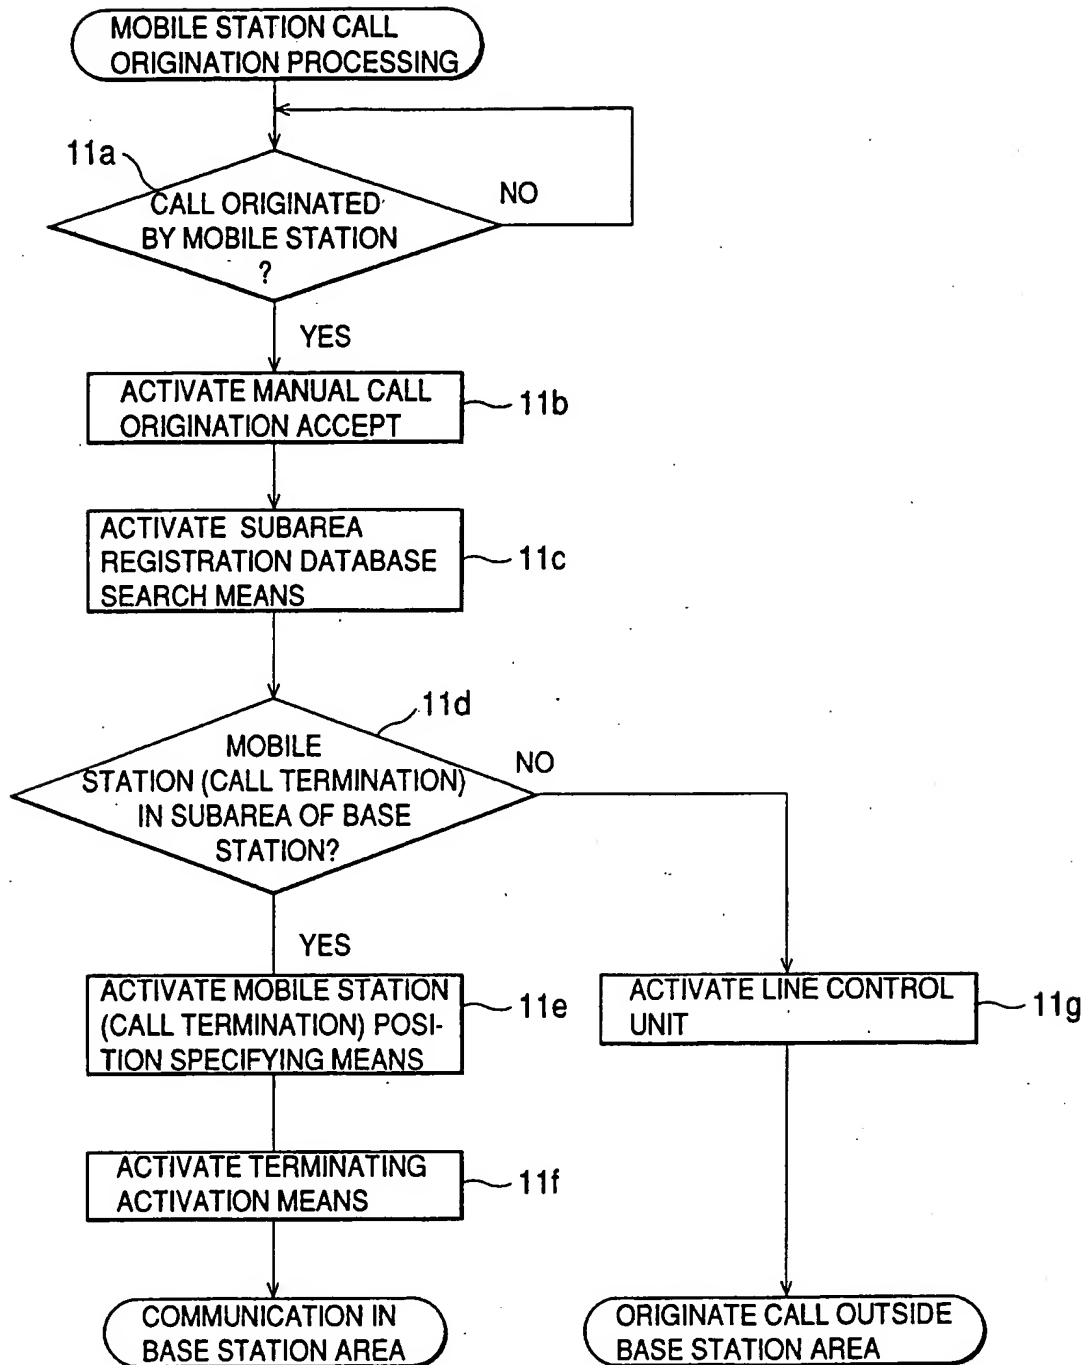 MOBILE STATION CALL
ORIGINATION PROCESSING
11a
CALL ORIGINATED
BY MOBILE STATION
?
NO
YES
ACTIVATE MANUAL CALL
ORIGINATION ACCEPT
11b
ACTIVATE SUBAREA
REGISTRATION DATABASE
SEARCH MEANS
11c
11d
MOBILE
STATION (CALL TERMINATION)
IN SUBAREA OF BASE
STATION?
NO
YES
ACTIVATE MOBILE STATION
(CALL TERMINATION) POSI-
TION SPECIFYING MEANS
11e
ACTIVATE LINE CONTROL
UNIT
11g
ACTIVATE TERMINATING
ACTIVATION MEANS
11f
COMMUNICATION IN
BASE STATION AREA
ORIGINATE CALL OUTSIDE
BASE STATION AREA